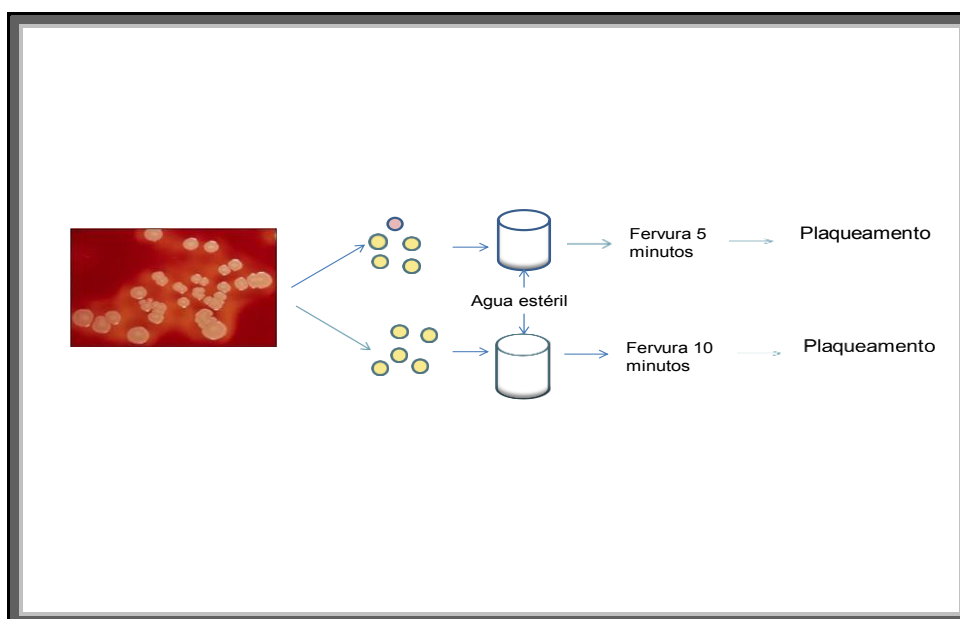 Fervura 5
minutos
Plaqueamento
Agua estéril
Fervura 10
minutos
Plaqueamento